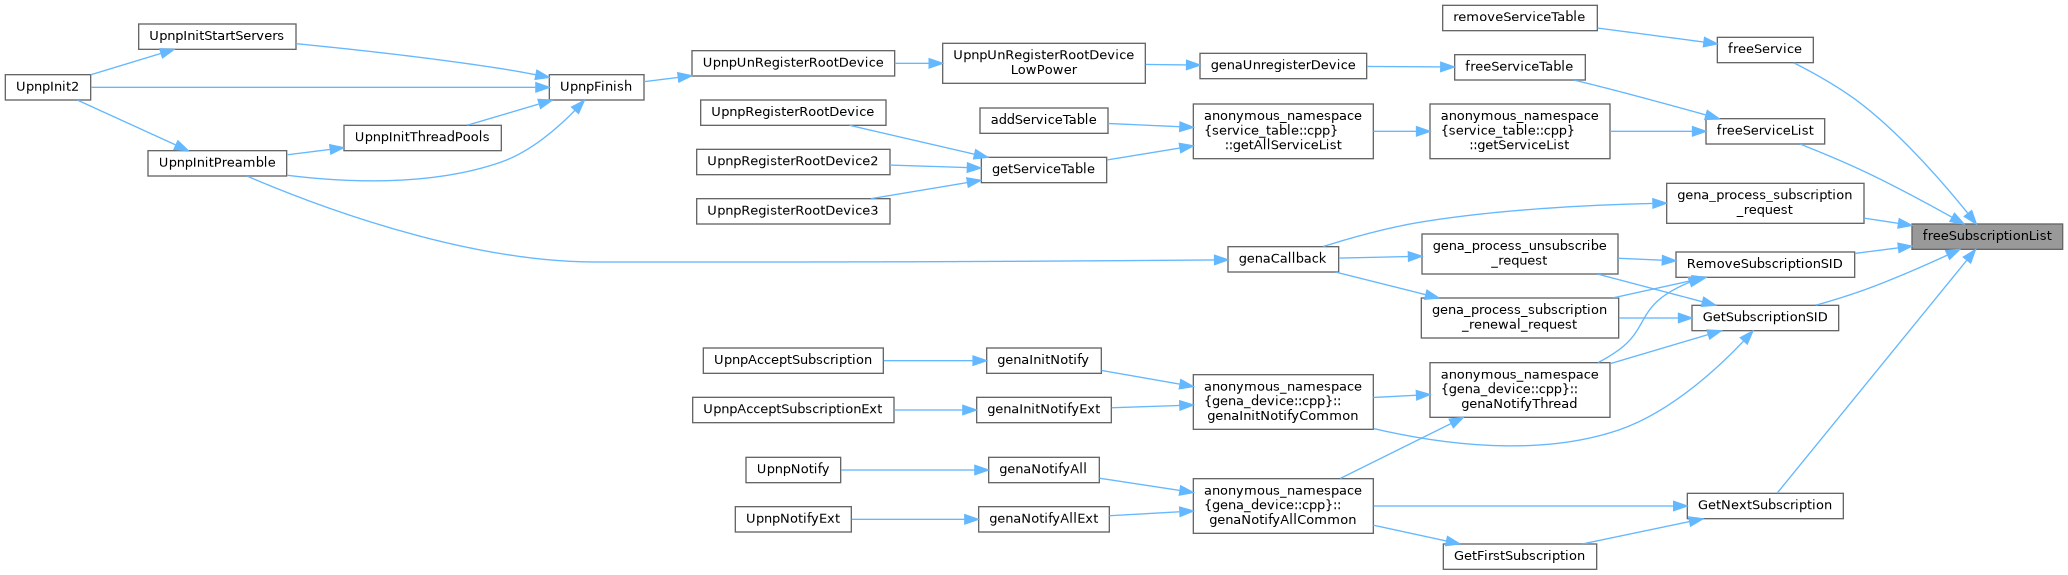 removeServiceTable
freeService
UpnpInitStartServers
UpnpInit2
UpnpFinish
UpnpInitThreadPools
UpnpInitPreamble
UpnpUnRegisterRootDevice
UpnpUnRegisterRootDevice
LowPower
genaUnregisterDevice
freeServiceTable
UpnpRegisterRootDevice
UpnpRegisterRootDevice2
UpnpRegisterRootDevice3
addServiceTable
getServiceTable
anonymous_namespace
{service_table::cpp}
::getAllServiceList
anonymous_namespace
{service_table::cpp}
::getServiceList
freeServiceList
gena_process_subscription
_request
freeSubscriptionList
genaCallback
gena_process_unsubscribe
_request
RemoveSubscriptionSID
gena_process_subscription
_renewal_request
GetSubscriptionSID
UpnpAcceptSubscription
genaInitNotify
UpnpAcceptSubscriptionExt
genaInitNotifyExt
anonymous_namespace
{gena_device::cpp}::
genaInitNotifyCommon
anonymous_namespace
{gena_device::cpp}::
genaNotifyThread
UpnpNotify
genaNotifyAll
UpnpNotifyExt
genaNotifyAllExt
anonymous_namespace
{gena_device::cpp}::
genaNotifyAllCommon
GetNextSubscription
GetFirstSubscription